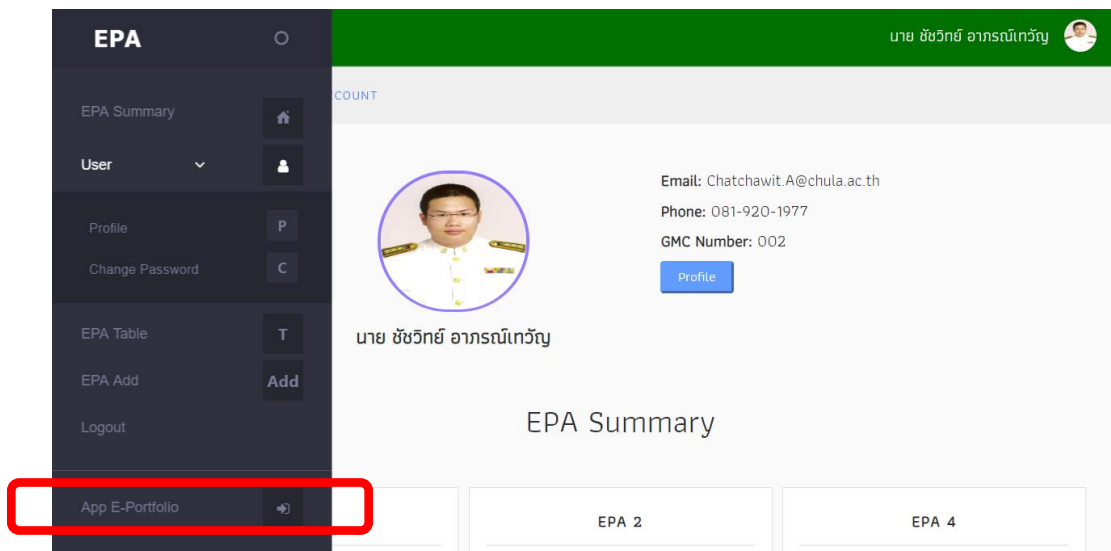 EPA
นาย ชัชวิทย์ อาภรณ์เทวัญ
COUNT
EPA Summary
User
Profile P
Change Password C
EPA Table T
EPA Add Add
Logout
App E-Portfolio
Email: Chatchawit.A@chula.ac.th
Phone: 081-920-1977
GMC Number: 002
Profile
นาย ชัชวิทย์ อาภรณ์เทวัญ
EPA Summary
EPA 2
EPA 4